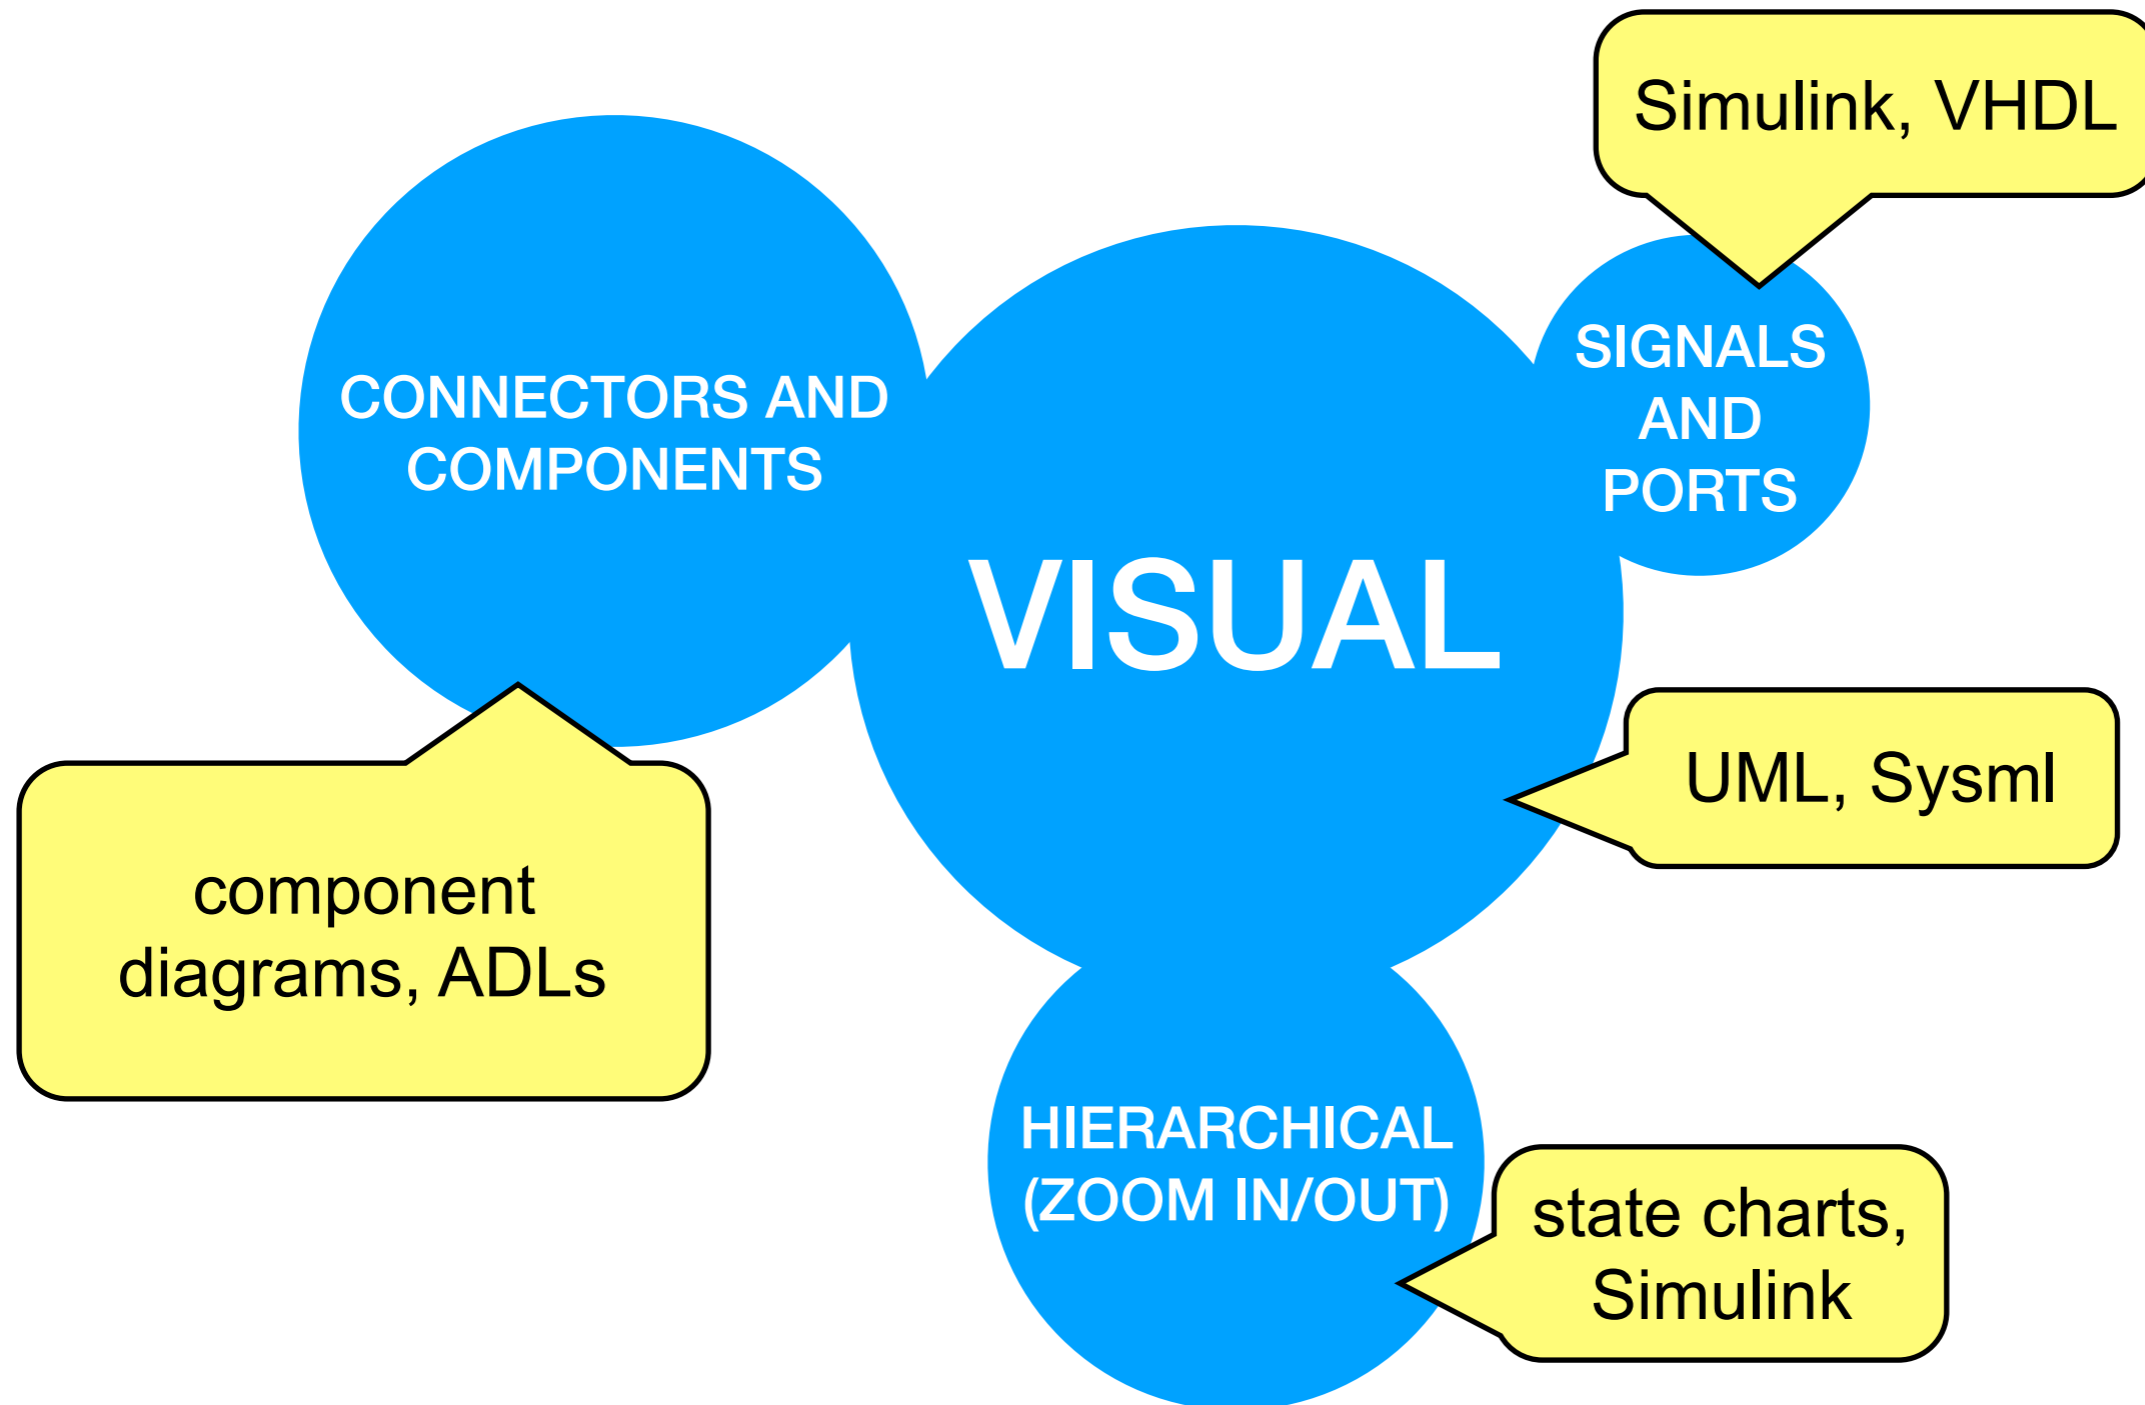 Simulink, VHDL
CONNECTORS AND
COMPONENTS
SIGNALS
AND
PORTS
VISUAL
UML, Sysml
component
diagrams, ADLs
HIERARCHICAL
(ZOOM IN/OUT)
state charts,
Simulink